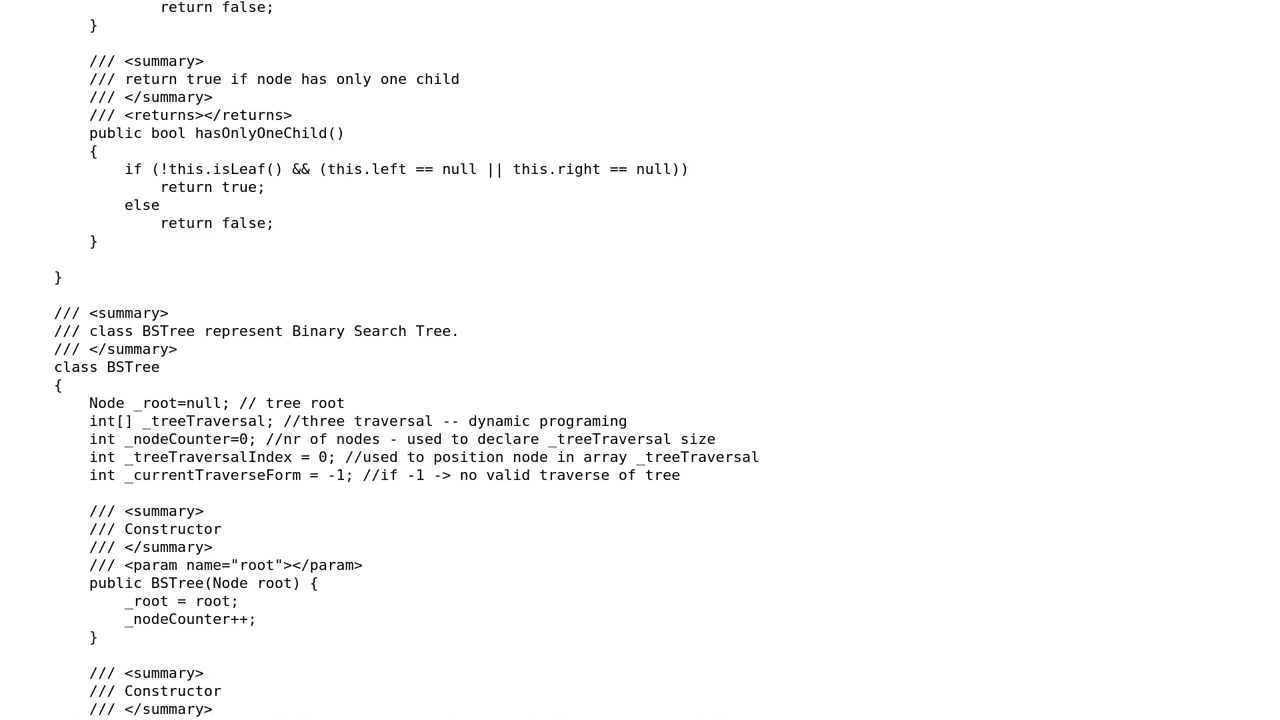 return false;
    }

    /// <summary>
    /// return true if node has only one child
    /// </summary>
    /// <returns></returns>
    public bool hasOnlyOneChild()
    {
        if (!this.isLeaf() && (this.left == null || this.right == null))
            return true;
        else
            return false;
    }

}

/// <summary>
/// class BSTree represent Binary Search Tree.
/// </summary>
class BSTree
{
    Node _root=null; // tree root
    int[] _treeTraversal; //three traversal -- dynamic programing
    int _nodeCounter=0; //nr of nodes - used to declare _treeTraversal size
    int _treeTraversalIndex = 0; //used to position node in array _treeTraversal
    int _currentTraverseForm = -1; //if -1 -> no valid traverse of tree

    /// <summary>
    /// Constructor
    /// </summary>
    /// <param name="root"></param>
    public BSTree(Node root) {
        _root = root;
        _nodeCounter++;
    }

    /// <summary>
    /// Constructor
    /// </summary>